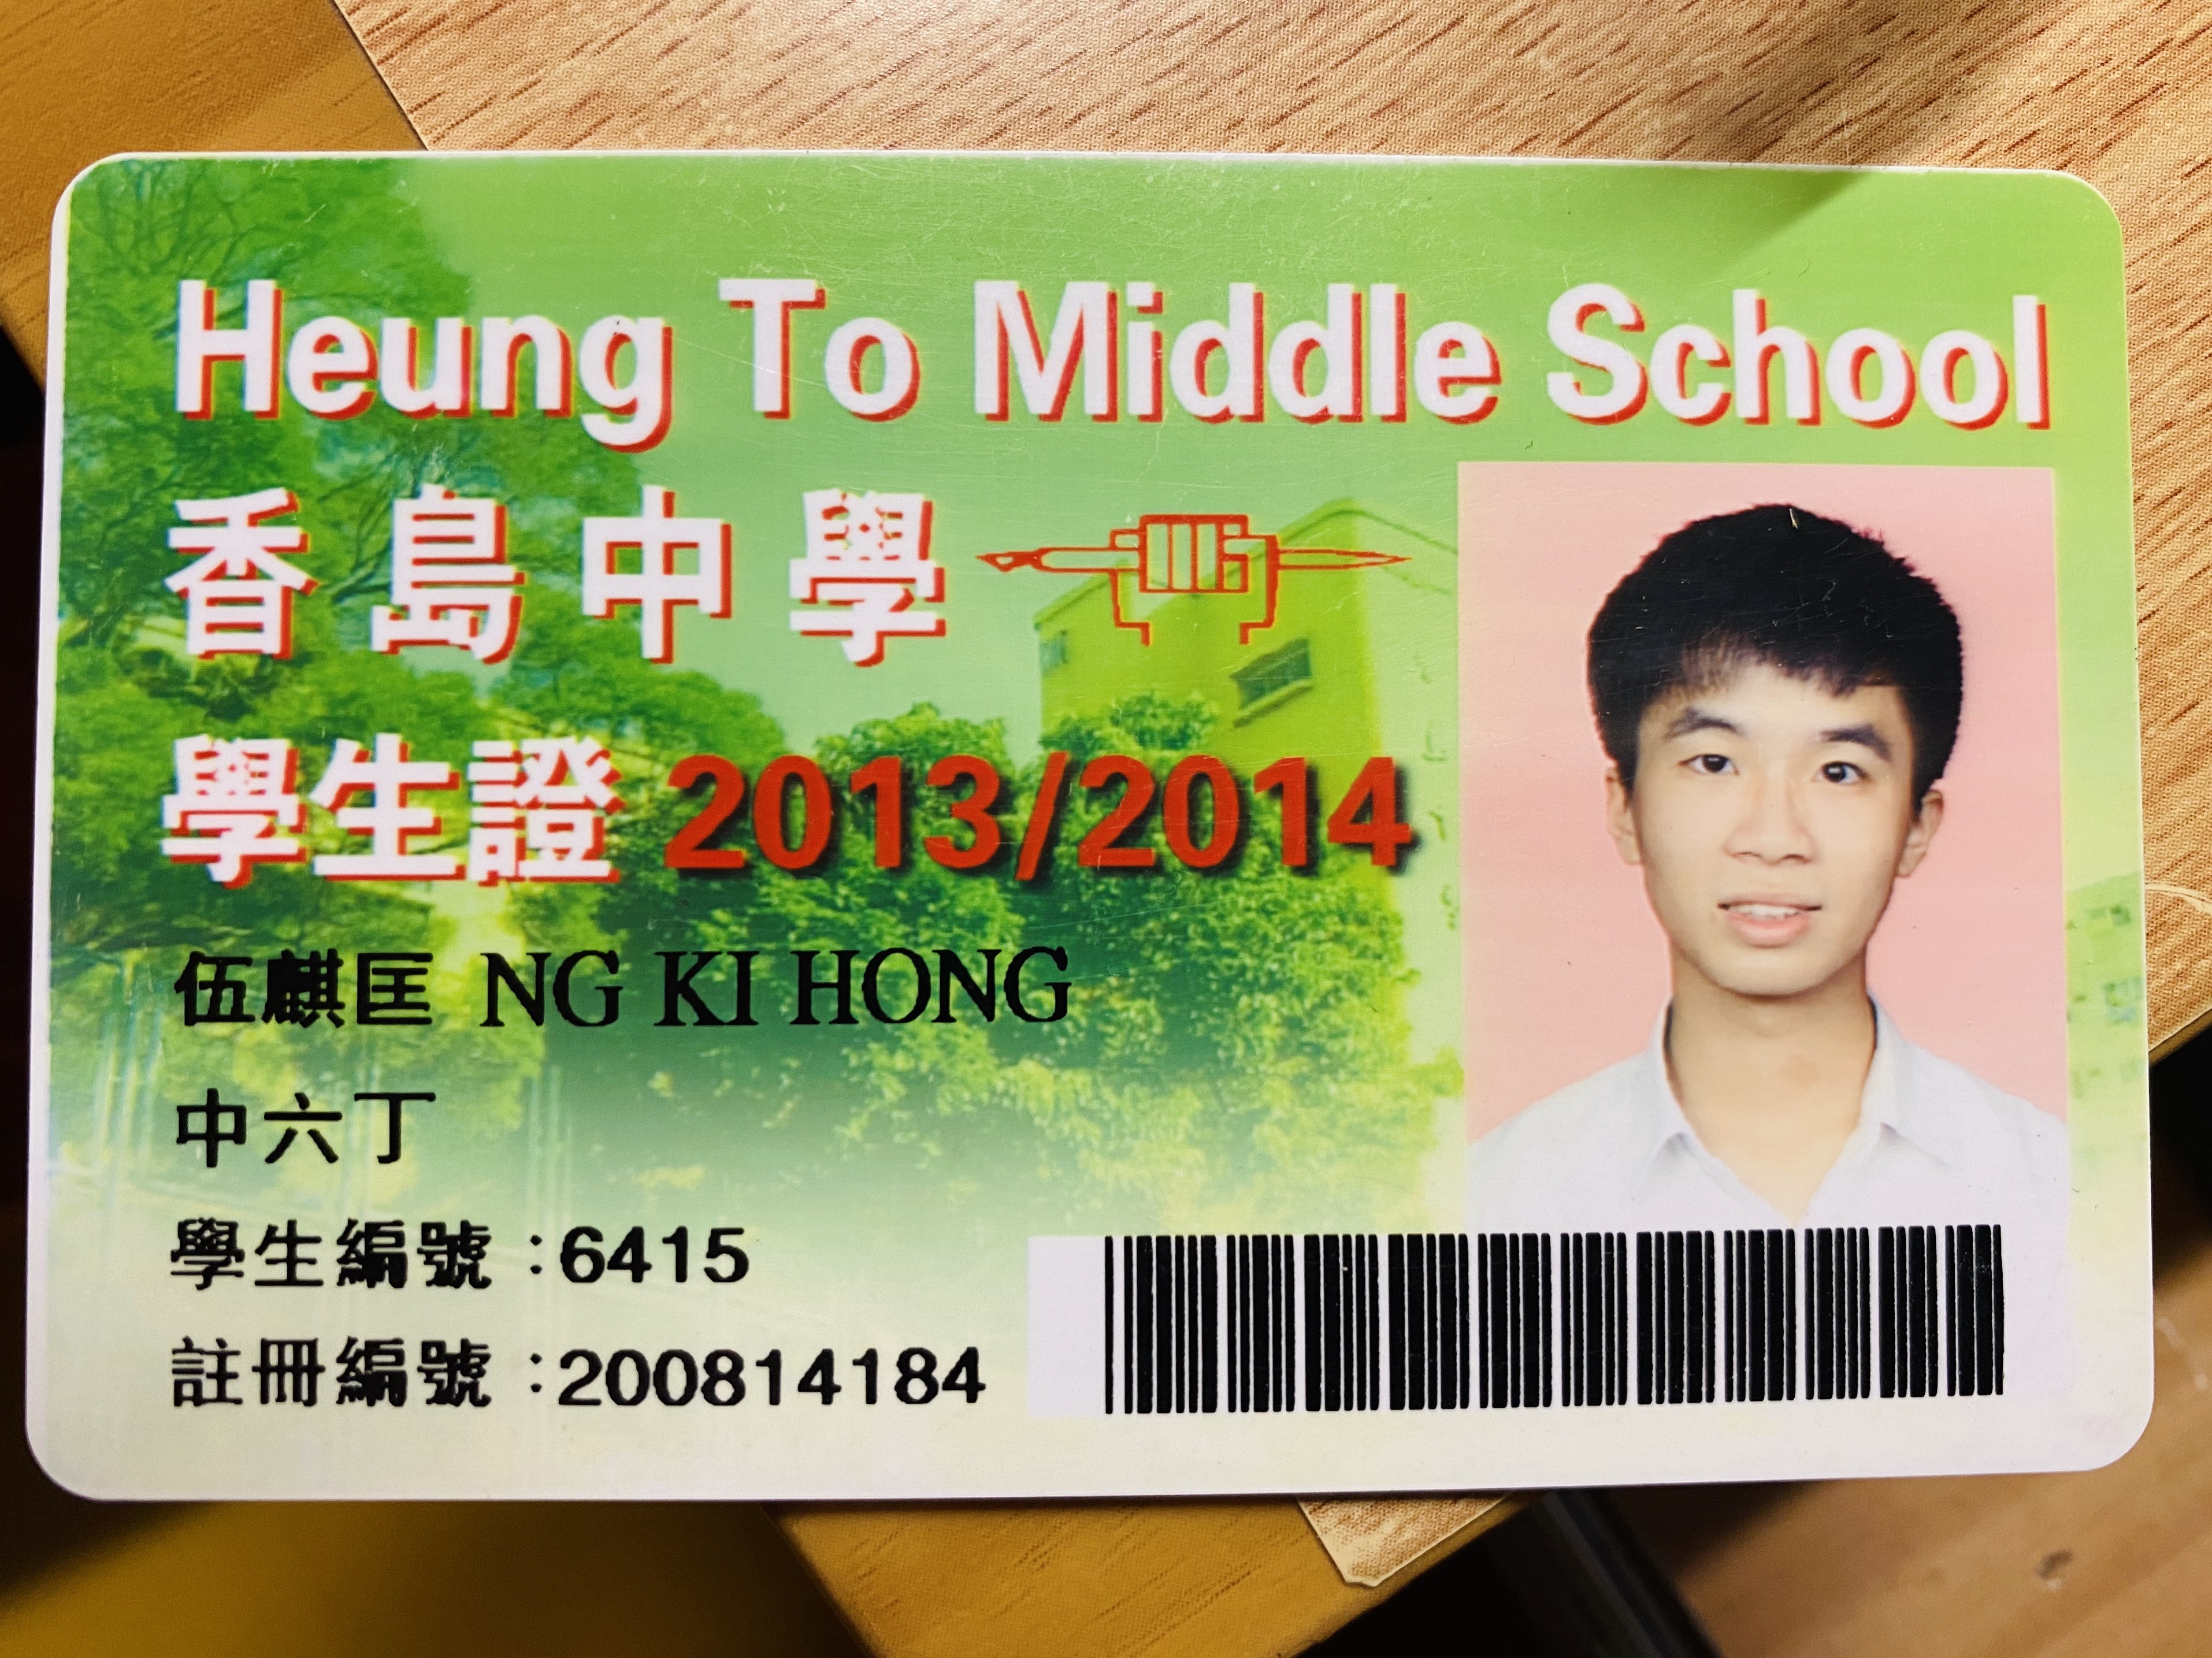 Heung To Middle School
香島中學
學生證 2013/2014
伍麒匡 NG KI HONG
中六丁
學生編號 :6415
註冊編號 :200814184